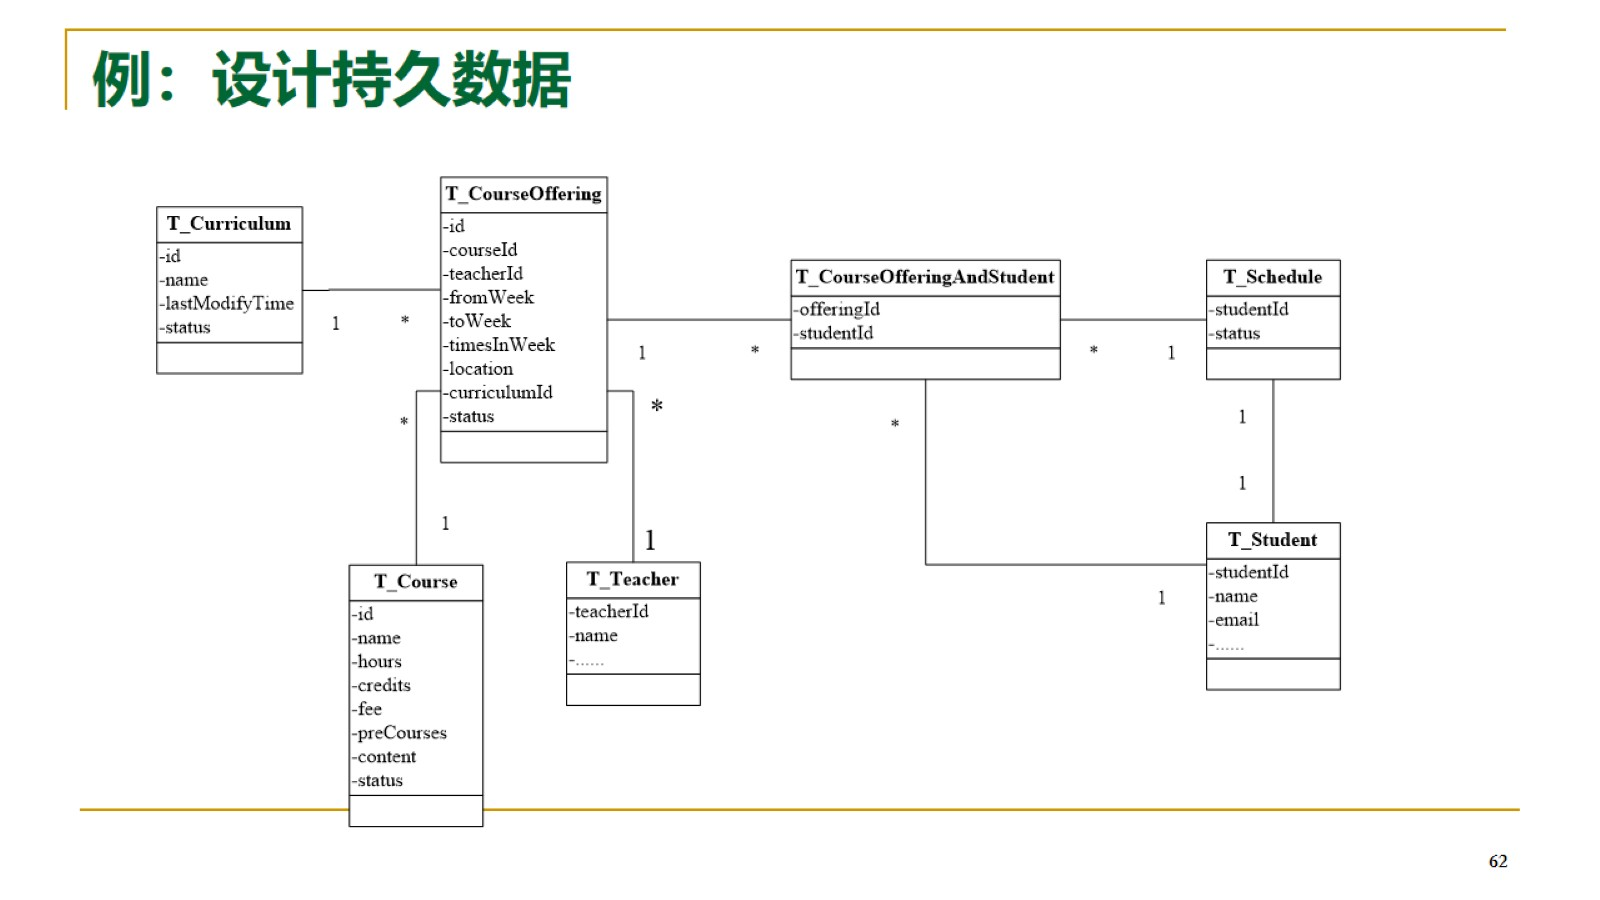 例：设计持久数据
T_Curriculum
-id
-name
-lastModifyTime
-status
1
*
T_CourseOffering
-id
-courseId
-teacherId
-fromWeek
-toWeek
-timesInWeek
-location
-curriculumId
-status
1
*
T_CourseOfferingAndStudent
-offeringId
-studentId
*
1
T_Schedule
-studentId
-status
*
1
*
1
*
1
1
1
T_Course
-id
-name
-hours
-credits
-fee
-preCourses
-content
-status
T_Teacher
-teacherId
-name
-......
T_Student
-studentId
-name
-email
-......
62